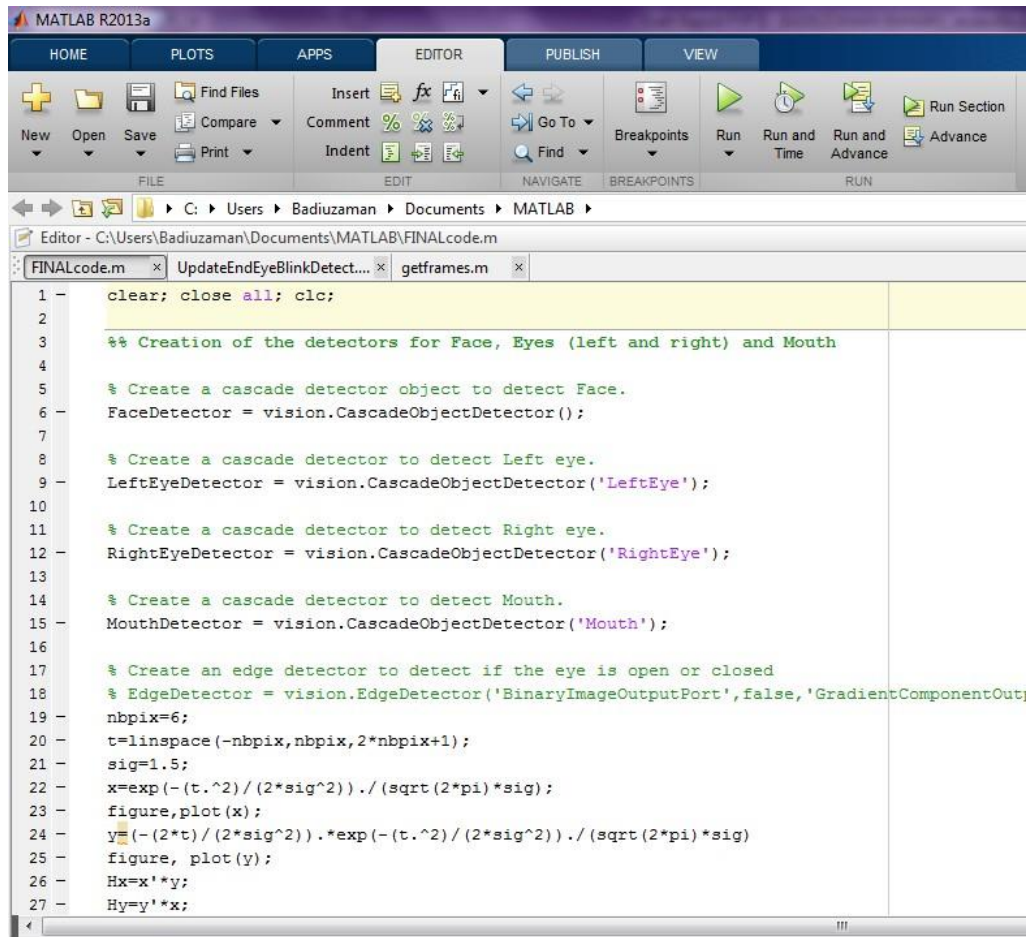 MATLAB R2013a
HOME PLOTS APPS EDITOR PUBLISH VIEW
New Open Save Find Files Compare Print
Insert fx Comment Indent
Go To Find
Breakpoints
Run Run and Time Run and Advance Run Section Advance
FILE EDIT NAVIGATE BREAKPOINTS RUN
C: Users Badiuzaman Documents MATLAB
Editor - C:\Users\Badiuzaman\Documents\MATLAB\FINALcode.m
FINALcode.m UpdateEndEyeBlinkDetect.... getframes.m
1 clear; close all; clc;
2
3 %% Creation of the detectors for Face, Eyes (left and right) and Mouth
4
5 % Create a cascade detector object to detect Face.
6 FaceDetector = vision.CascadeObjectDetector();
7
8 % Create a cascade detector to detect Left eye.
9 LeftEyeDetector = vision.CascadeObjectDetector('LeftEye');
10
11 % Create a cascade detector to detect Right eye.
12 RightEyeDetector = vision.CascadeObjectDetector('RightEye');
13
14 % Create a cascade detector to detect Mouth.
15 MouthDetector = vision.CascadeObjectDetector('Mouth');
16
17 % Create an edge detector to detect if the eye is open or closed
18 % EdgeDetector = vision.EdgeDetector('BinaryImageOutputPort',false,'GradientComponentOutp
19 nbpix=6;
20 t=linspace(-nbpix,nbpix,2*nbpix+1);
21 sig=1.5;
22 x=exp(-(t.^2)/(2*sig^2))./(sqrt(2*pi)*sig);
23 figure,plot(x);
24 y=(-(2*t)/(2*sig^2)).*exp(-(t.^2)/(2*sig^2))./(sqrt(2*pi)*sig)
25 figure, plot(y);
26 Hx=x'*y;
27 Hy=y'*x;